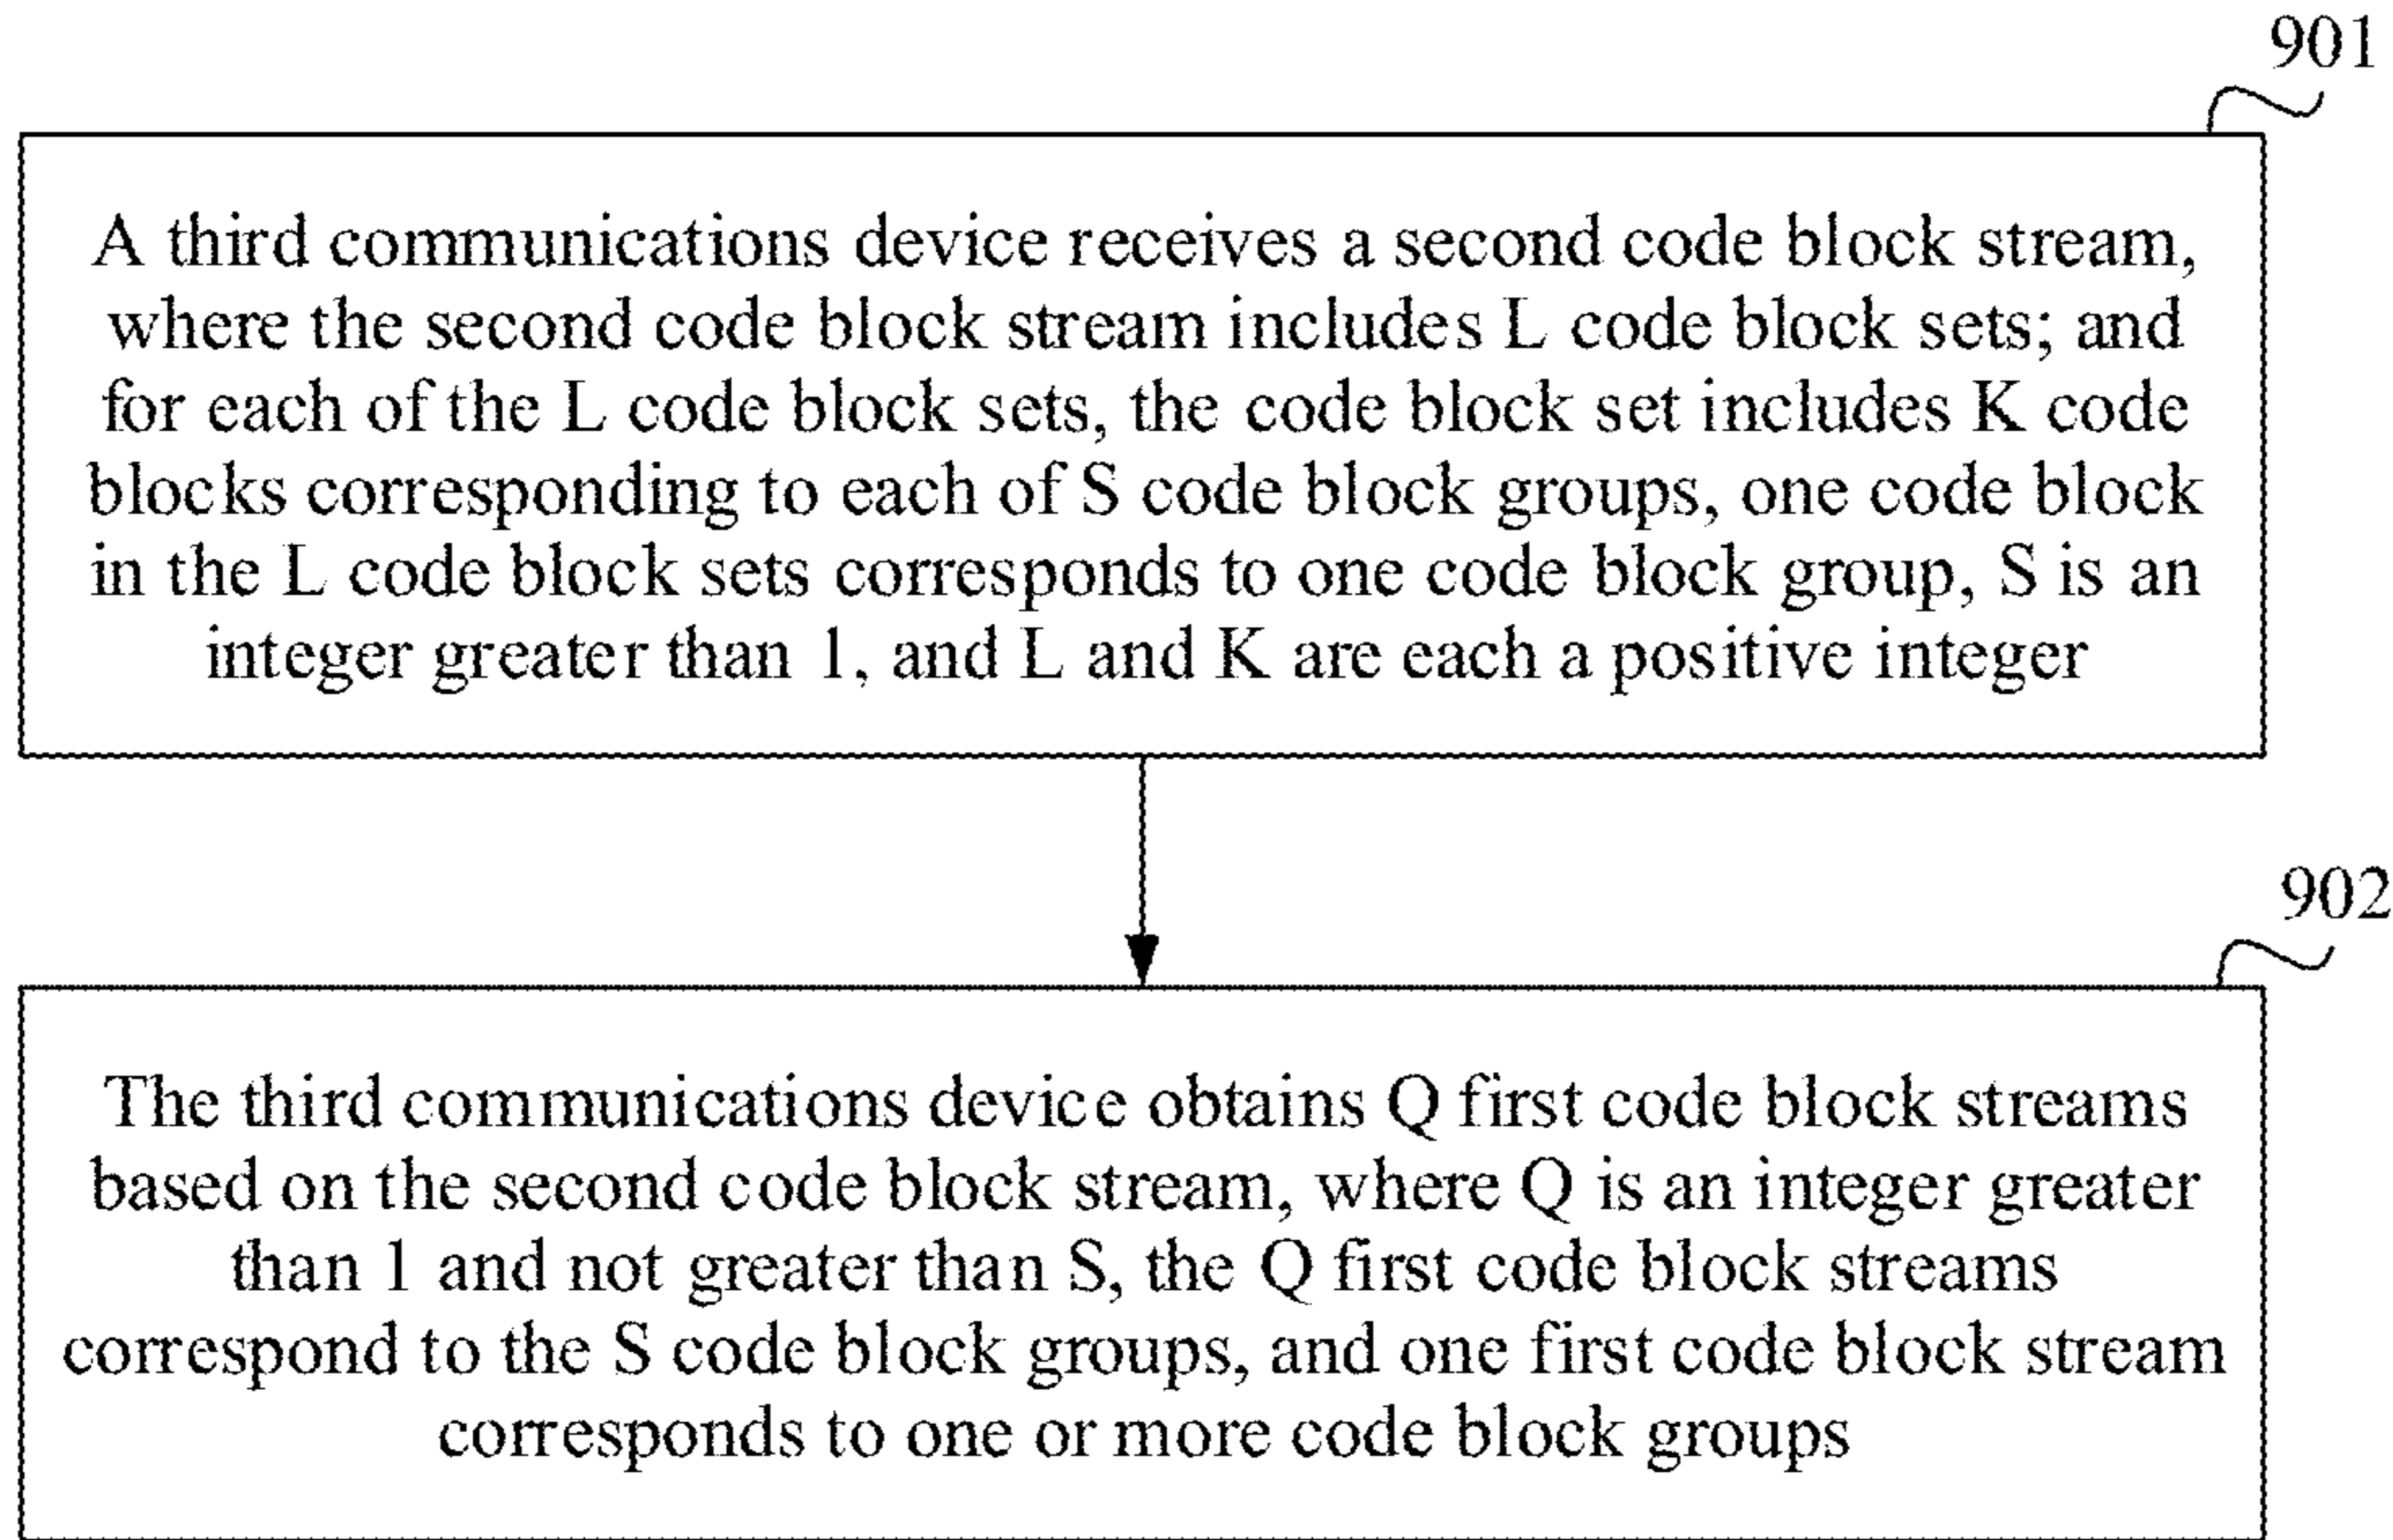 901
A third communications device receives a second code block stream,
where the second code block stream includes L code block sets; and
for each of the L code block sets, the code block set includes K code
blocks corresponding to each of S code block groups, one code block
in the L code block sets corresponds to one code block group, S is an
integer greater than 1, and L and K are each a positive integer
902
The third communications device obtains Q first code block streams
based on the second code block stream, where Q is an integer greater
than 1 and not greater than S, the Q first code block streams
correspond to the S code block groups, and one first code block stream
corresponds to one or more code block groups